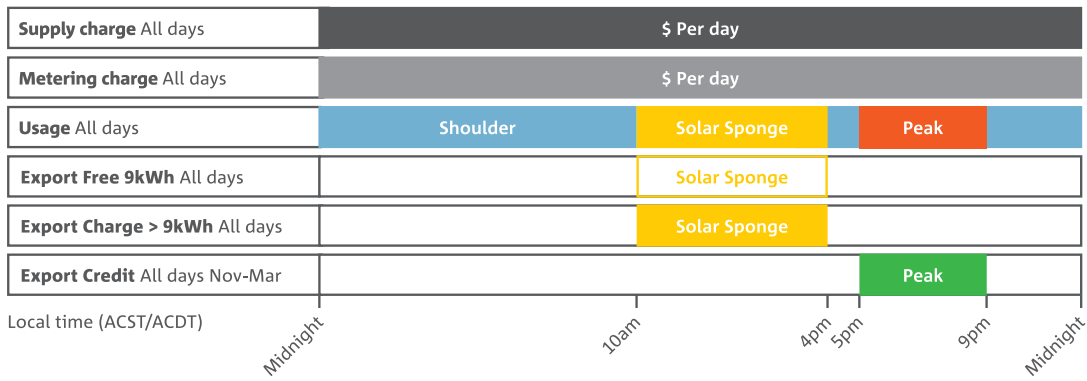 Supply charge All days $ Per day
Metering charge All days $ Per day
Usage All days Shoulder Solar Sponge Peak
Export Free 9kWh All days Solar Sponge
Export Charge > 9kWh All days Solar Sponge
Export Credit All days Nov-Mar Peak
Local time (ACST/ACDT) Midnight 10am 4pm 5pm 9pm Midnight